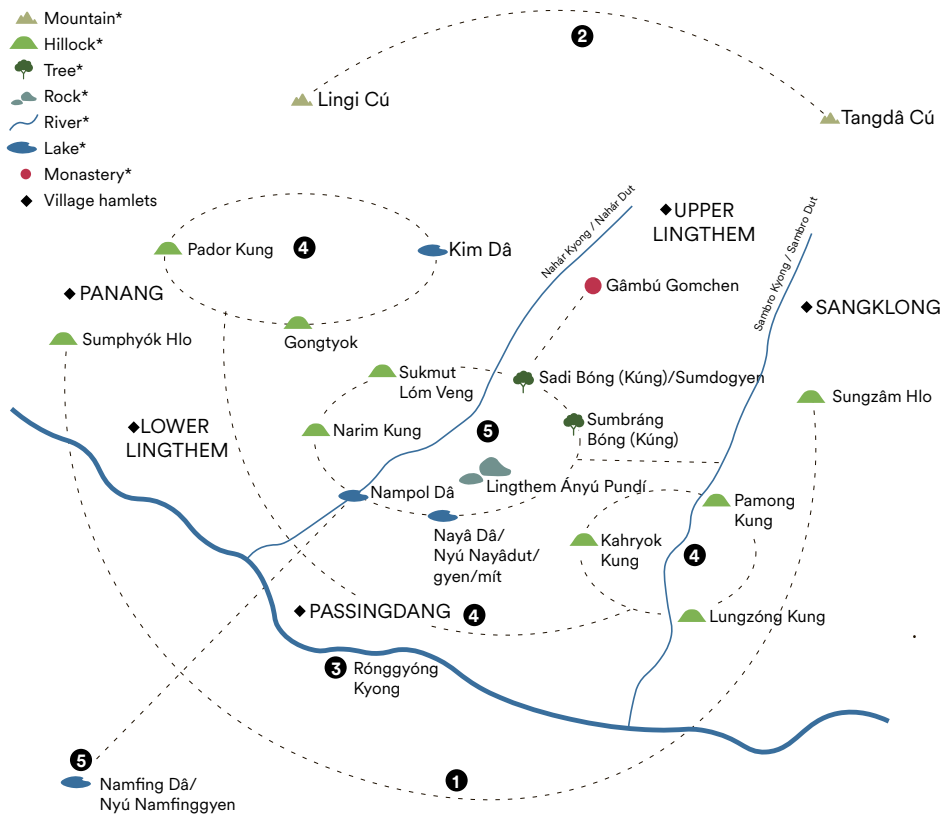 Mountain*
Hillock*
Tree*
Rock*
River*
Lake*
Monastery*
Village hamlets
2
Lingi Cú
Tangdâ Cú
Nahár Kyong / Nahár Dut
Sambro Kyong / Sambro Dut
UPPER
LINGTHEM
Pador Kung
4
Kim Dâ
Gâmbú Gomchen
PANANG
SANGKLONG
Sumphyók Hlo
Gongtyok
Sukmut
Lóm Veng
Sadi Bóng (Kúng)/Sumdogyen
Sungzâm Hlo
LOWER
LINGTHEM
Narim Kung
5
Sumbráng
Bóng (Kúng)
Nampol Dâ
Lingthem Ányú Pundí
Pamong
Kung
Nayâ Dâ/
Nyú Nayâdut/
gyen/mít
Kahryok
Kung
4
PASSINGDANG
4
Lungzóng Kung
3
Rónggyóng
Kyong
5
Namfing Dâ/
Nyú Namfinggyen
1